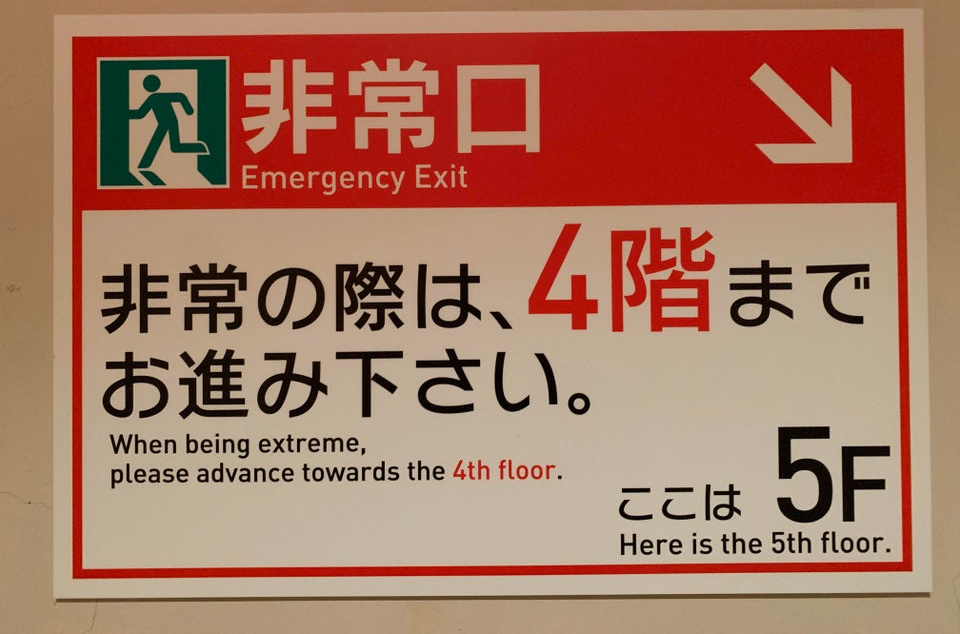 非常口
Emergency Exit
非常の際は、4階まで
お進み下さい。
When being extreme,
please advance towards the 4th floor.
ここは 5F
Here is the 5th floor.